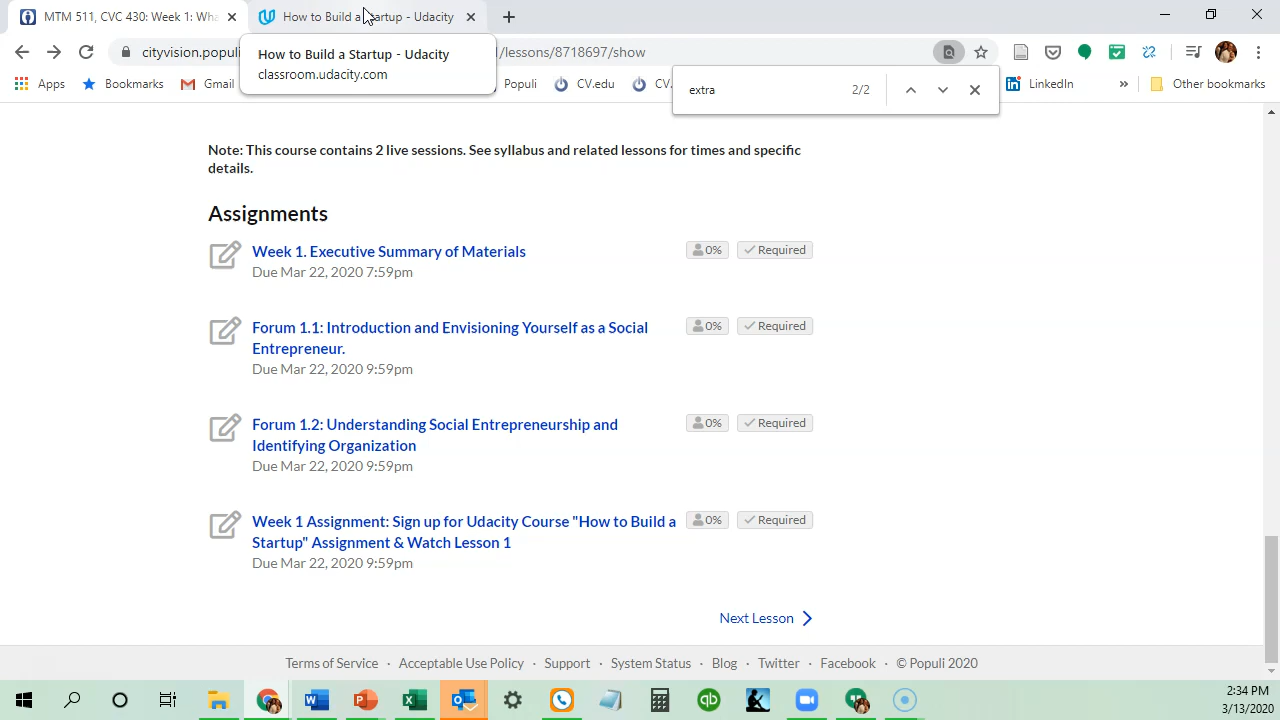 MTM 511, CVC 430: Week 1: Wha
How to Build a Startup - Udacity
cityvision.populi
/lessons/8718697/show
How to Build a Startup - Udacity
classroom.udacity.com
Apps
Bookmarks
Gmail
Populi
CV.edu
CV.
LinkedIn
»
Other bookmarks
extra
2/2
Note: This course contains 2 live sessions. See syllabus and related lessons for times and specific
details.
Assignments
Week 1. Executive Summary of Materials
0%
Required
Due Mar 22, 2020 7:59pm
Forum 1.1: Introduction and Envisioning Yourself as a Social
Entrepreneur.
0%
Required
Due Mar 22, 2020 9:59pm
Forum 1.2: Understanding Social Entrepreneurship and
Identifying Organization
0%
Required
Due Mar 22, 2020 9:59pm
Week 1 Assignment: Sign up for Udacity Course "How to Build a
Startup" Assignment & Watch Lesson 1
0%
Required
Due Mar 22, 2020 9:59pm
Next Lesson
Terms of Service · Acceptable Use Policy · Support · System Status · Blog · Twitter · Facebook · © Populi 2020
2:34 PM
3/13/2020